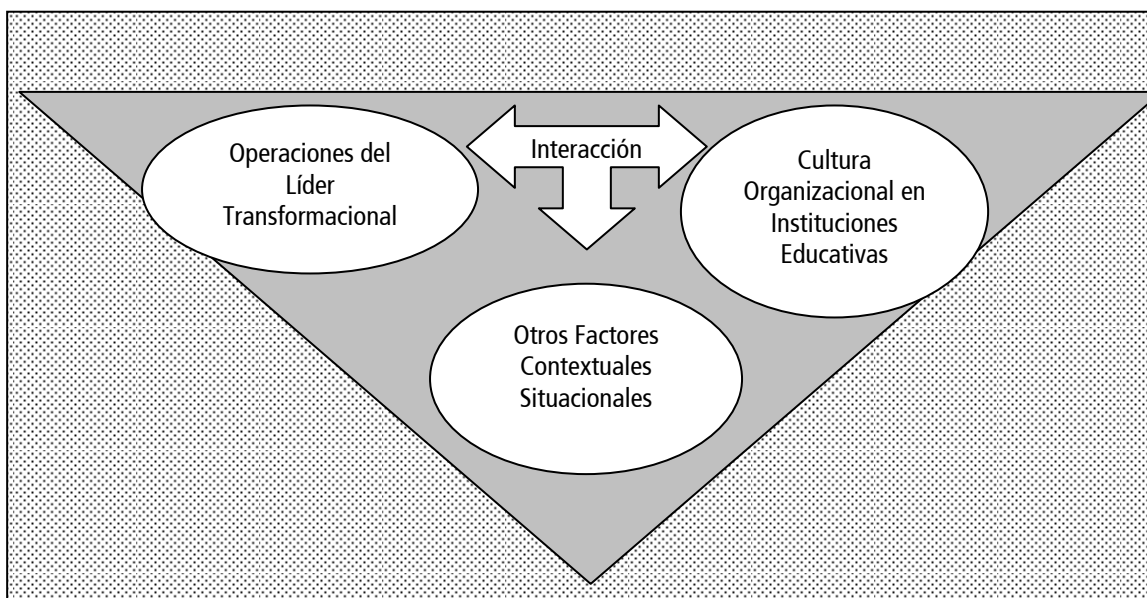 Operaciones del
Líder
Transformacional
Interacción
Cultura
Organizacional en
Instituciones
Educativas
Otros Factores
Contextuales
Situacionales